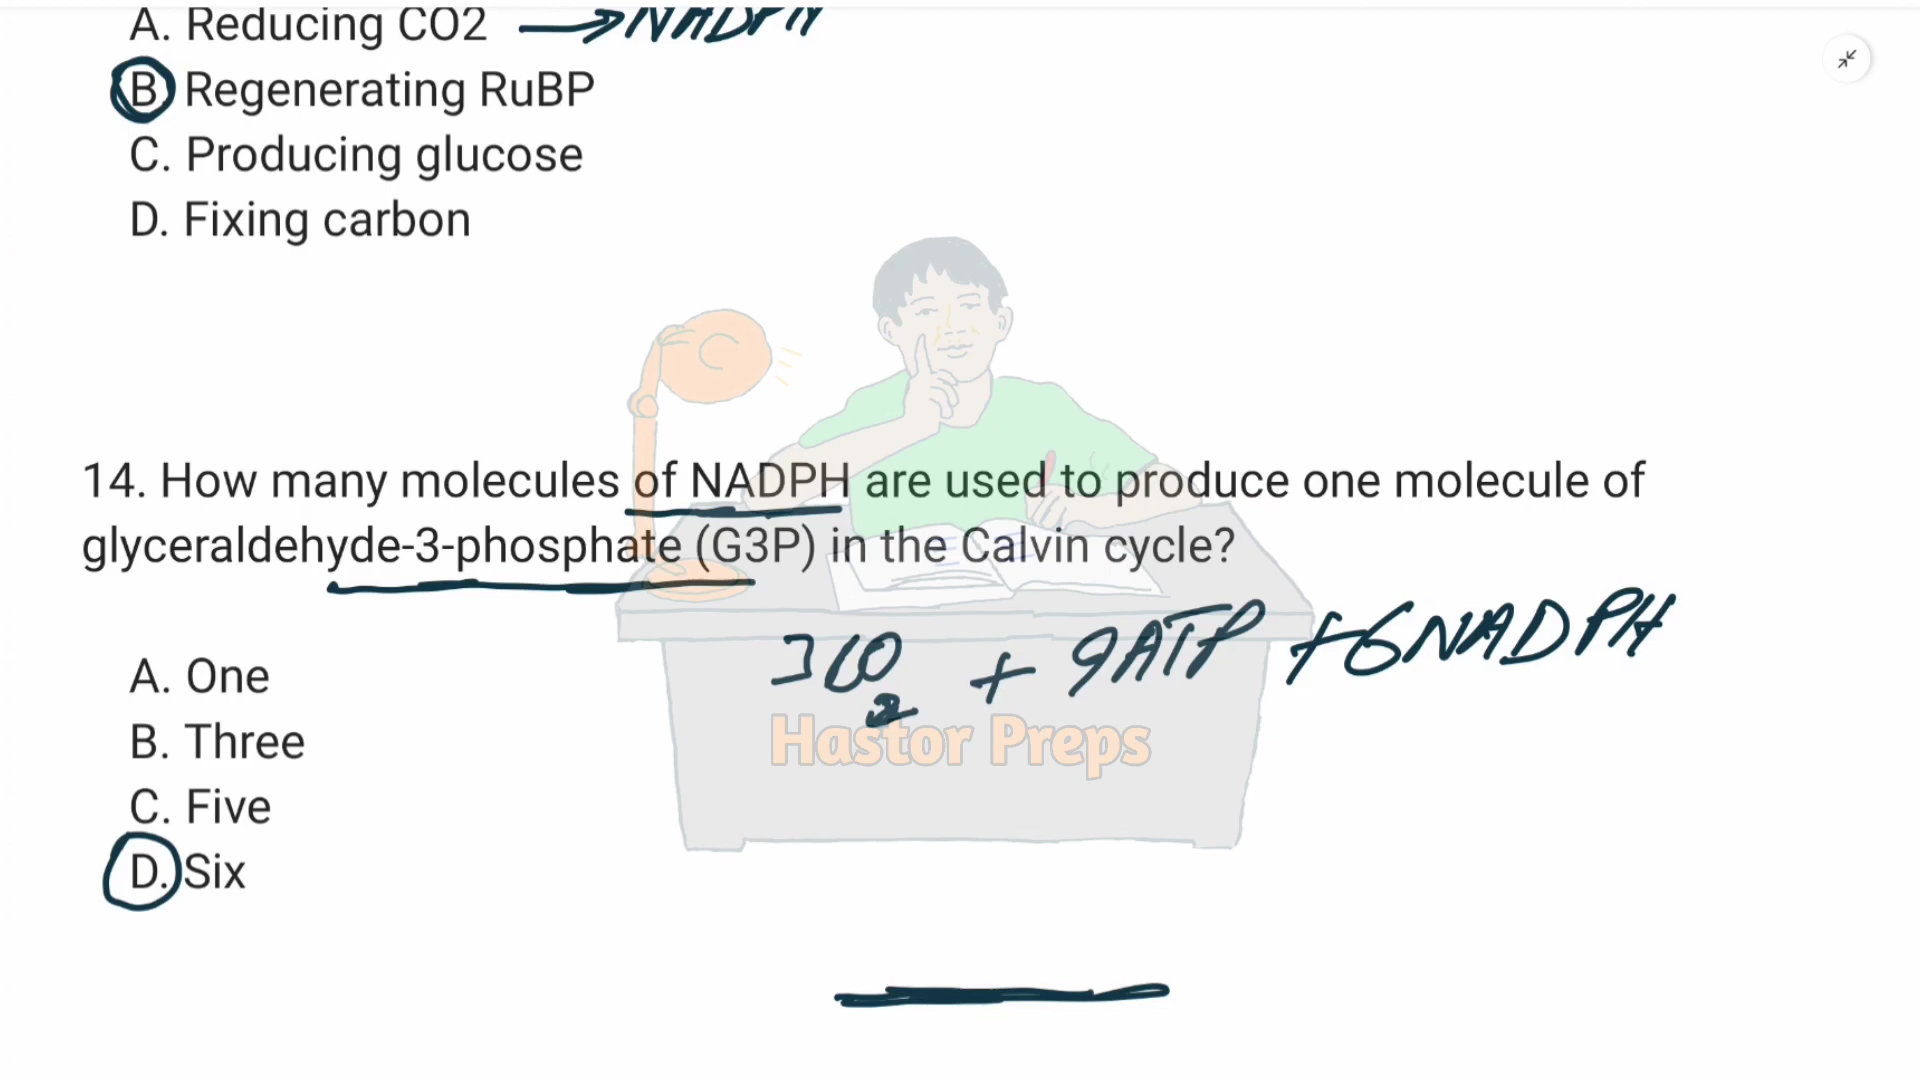 A. Reducing CO2 → NADPH
B. Regenerating RuBP
C. Producing glucose
D. Fixing carbon
14. How many molecules of NADPH are used to produce one molecule of
glyceraldehyde-3-phosphate (G3P) in the Calvin cycle?
3CO2 + 9ATP + 6NADPH
A. One
Hastor Preps
B. Three
C. Five
D. Six